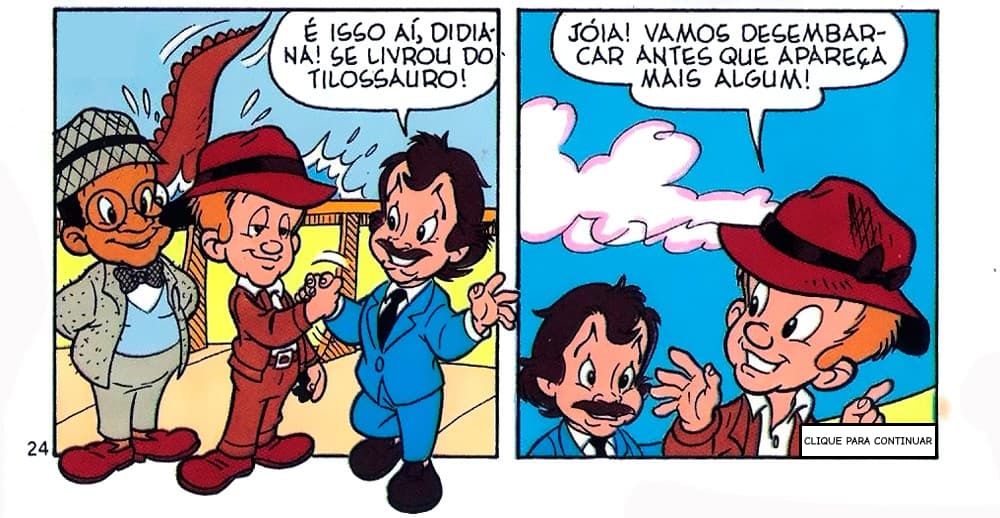 É ISSO AÍ, DIDIA-
NA! SE LIVROU DO
TILOSSAURO!
JÓIA! VAMOS DESEMBAR-
CAR ANTES QUE APAREÇA
MAIS ALGUM!
24
CLIQUE PARA CONTINUAR